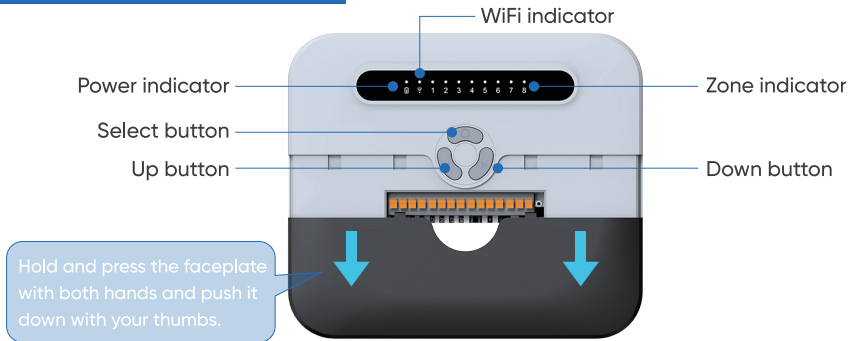 WiFi indicator
Power indicator
Zone indicator
1 2 3 4 5 6 7 8
Select button
Up button
Down button
Hold and press the faceplate
with both hands and push it
down with your thumbs.